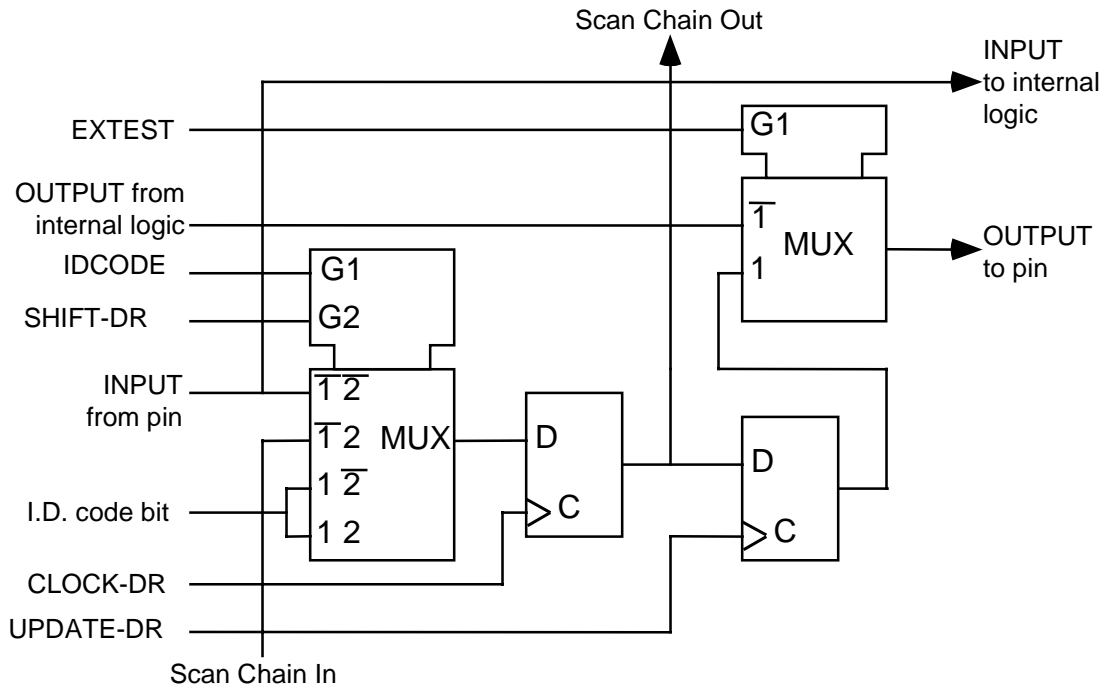 Scan Chain Out
INPUT
to internal
logic
EXTEST
G1
OUTPUT from
internal logic
1̅
MUX
1
OUTPUT
to pin
IDCODE
G1
SHIFT-DR
G2
INPUT
from pin
1̅ 2̅
1̅ 2
MUX
1 2̅
1 2
I.D. code bit
D
C
D
C
CLOCK-DR
UPDATE-DR
Scan Chain In